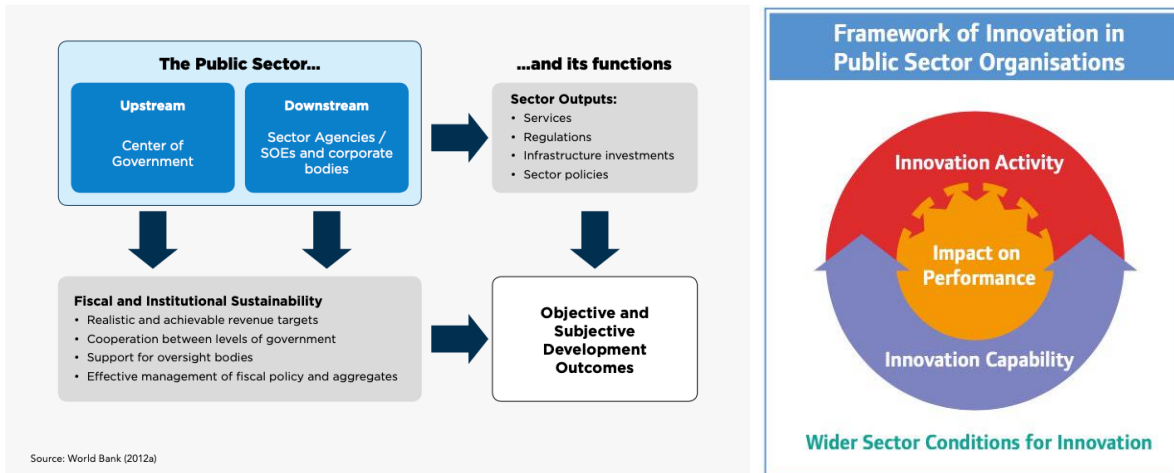 The Public Sector...
Upstream
Center of
Government
Downstream
Sector Agencies /
SOEs and corporate
bodies
...and its functions
Sector Outputs:
• Services
• Regulations
• Infrastructure investments
• Sector policies
Fiscal and Institutional Sustainability
• Realistic and achievable revenue targets
• Cooperation between levels of government
• Support for oversight bodies
• Effective management of fiscal policy and aggregates
Objective and
Subjective
Development
Outcomes
Source: World Bank (2012a)
Framework of Innovation in
Public Sector Organisations
Innovation Activity
Impact on
Performance
Innovation Capability
Wider Sector Conditions for Innovation